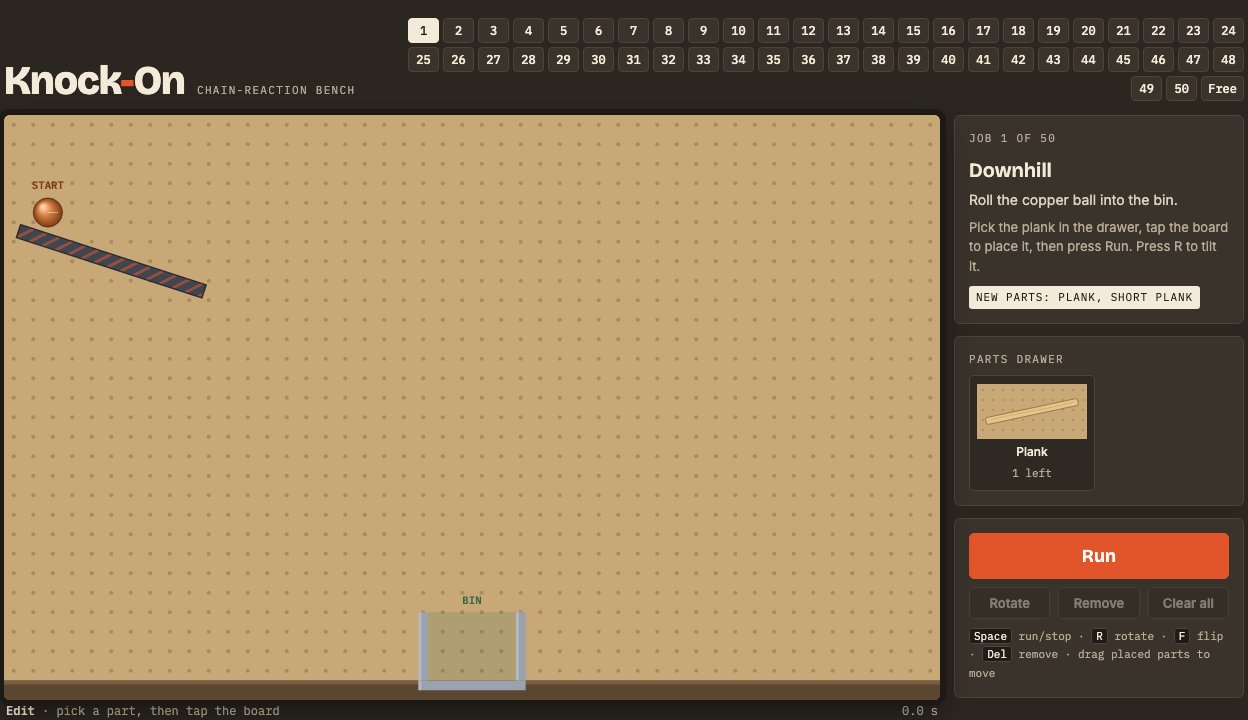 1 2 3 4 5 6 7 8 9 10 11 12 13 14 15 16 17 18 19 20 21 22 23 24
25 26 27 28 29 30 31 32 33 34 35 36 37 38 39 40 41 42 43 44 45 46 47 48
49 50 Free
Knock-On CHAIN-REACTION BENCH
START
BIN
JOB 1 OF 50
Downhill
Roll the copper ball into the bin.
Pick the plank in the drawer, tap the board
to place it, then press Run. Press R to tilt
it.
NEW PARTS: PLANK, SHORT PLANK
PARTS DRAWER
Plank
1 left
Run
Rotate Remove Clear all
Space run/stop · R rotate · F flip
· Del remove · drag placed parts to
move
Edit · pick a part, then tap the board 0.0 s